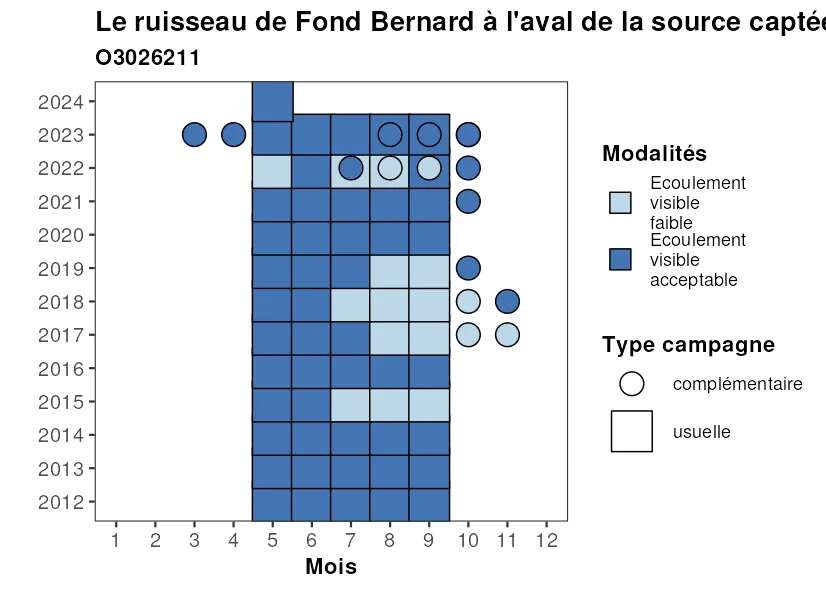 Le ruisseau de Fond Bernard à l'aval de la source captée
O3026211
2024
2023
2022
2021
2020
2019
2018
2017
2016
2015
2014
2013
2012
1 2 3 4 5 6 7 8 9 10 11 12
Mois
Modalités
Ecoulement
visible
faible
Ecoulement
visible
acceptable
Type campagne
complémentaire
usuelle